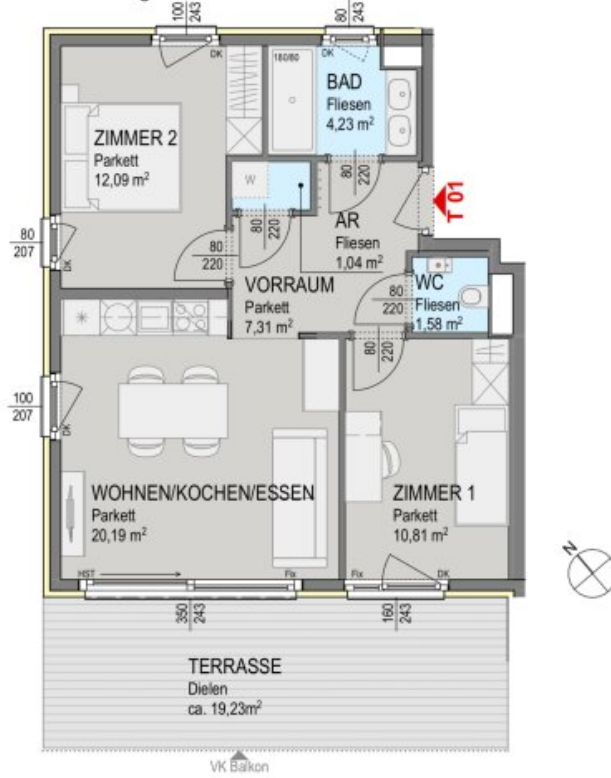 100
243
80
243
DK
180/80
DK
BAD
Fliesen
4,23 m²
ZIMMER 2
Parkett
12,09 m²
W
80
220
T 01
AR
Fliesen
1,04 m²
80
220
80
207
DK
80
220
VORRAUM
Parkett
7,31 m²
WC
Fliesen
1,58 m²
80
220
80
220
100
207
DK
WOHNEN/KOCHEN/ESSEN
Parkett
20,19 m²
ZIMMER 1
Parkett
10,81 m²
N
HST
Fix
Fix
DK
350
243
160
243
TERRASSE
Dielen
ca. 19,23m²
VK Balkon